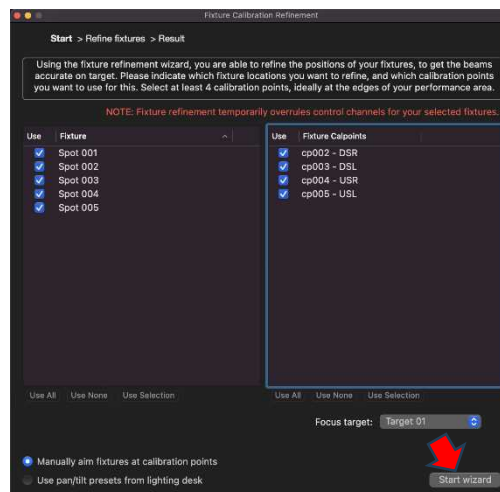 Fixture Calibration Refinement
Start > Refine fixtures > Result
Using the fixture refinement wizard, you are able to refine the positions of your fixtures, to get the beams
accurate on target. Please indicate which fixture locations you want to refine, and which calibration points
you want to use for this. Select at least 4 calibration points, ideally at the edges of your performance area.
NOTE: Fixture refinement temporarily overrules control channels for your selected fixtures.
Use Fixture
Spot 001
Spot 002
Spot 003
Spot 004
Spot 005
Use All Use None Use Selection
Use Fixture Calpoints
cp002 - DSR
cp003 - DSL
cp004 - USR
cp005 - USL
Use All Use None Use Selection
Focus target: Target 01
Manually aim fixtures at calibration points
Use pan/tilt presets from lighting desk
Start wizard